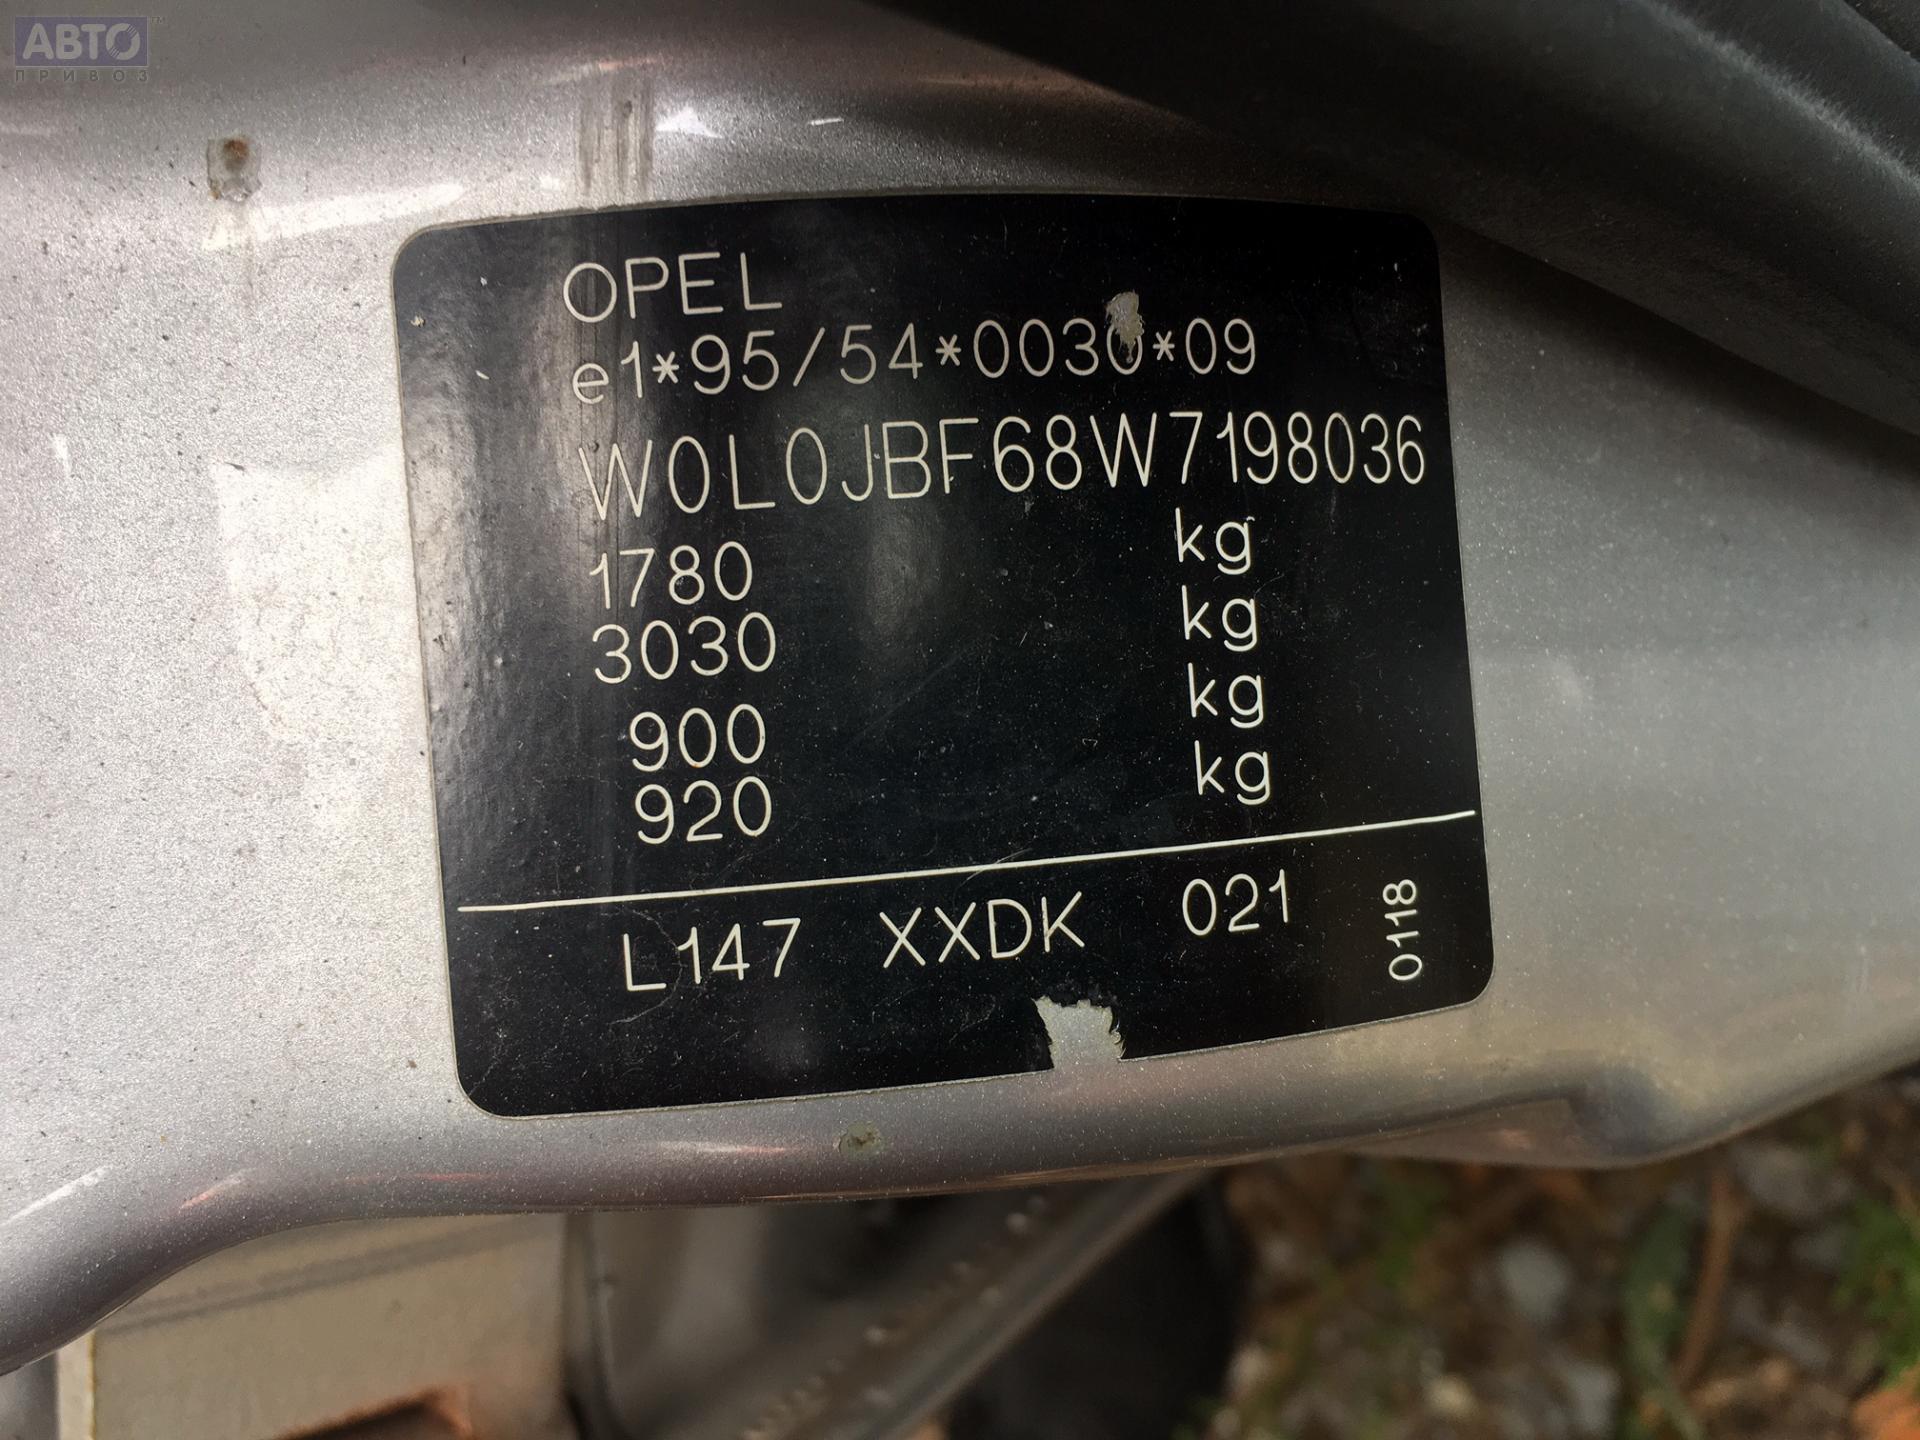 АВТО™
ПРИВОЗ
OPEL
e1*95/54*0030*09
W0L0JBF68W7198036
1780 kg
3030 kg
900 kg
920 kg
L147 XXDK 021 0118